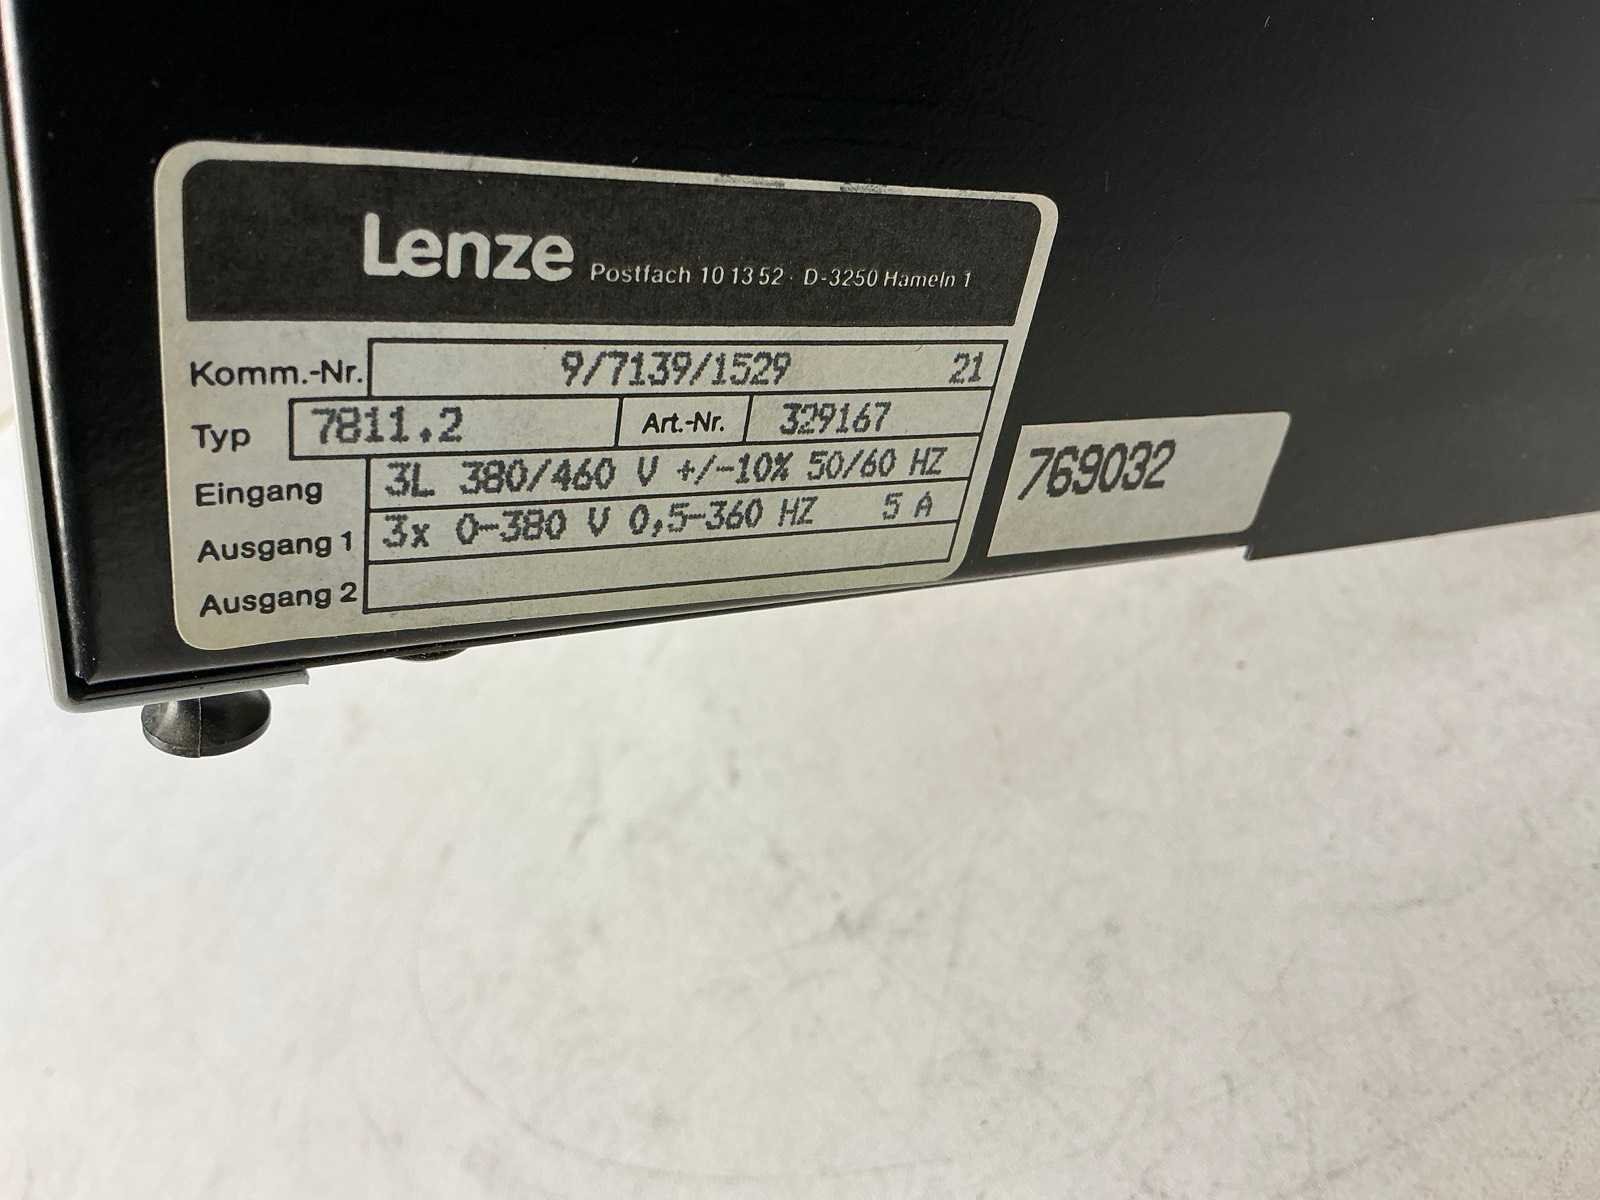 Lenze Postfach 10 13 52 · D-3250 Hameln 1
Komm.-Nr. 9/7139/1529 21
Typ 7811.2 Art.-Nr. 329167
Eingang 3L 380/460 V +/-10% 50/60 HZ
Ausgang 1 3x 0-380 V 0,5-360 HZ 5 A
Ausgang 2
769032